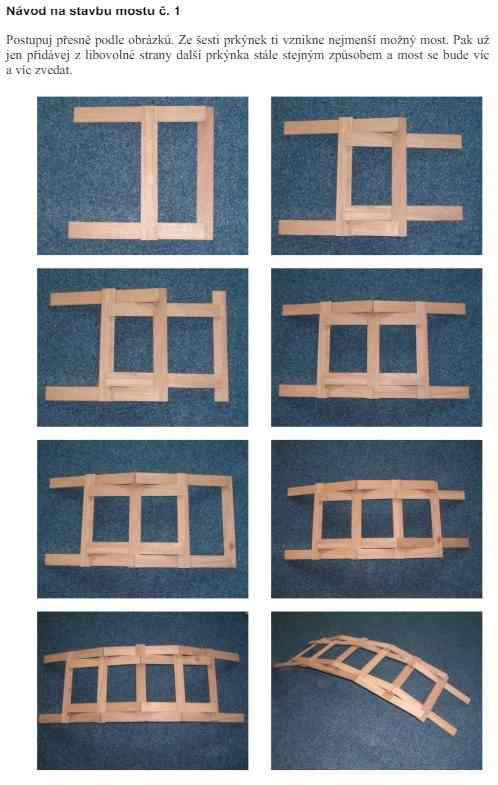 Návod na stavbu mostu č. 1
Postupuj přesně podle obrázků. Ze šesti prkýnek ti vznikne nejmenší možný most. Pak už
jen přidávej z libovolné strany další prkýnka stále stejným způsobem a most se bude víc
a víc zvedat.